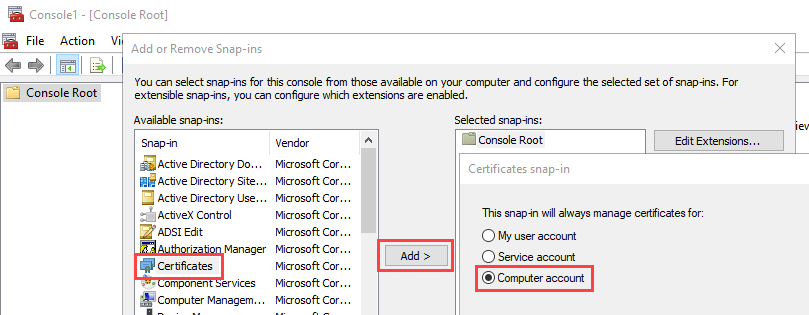 Console1 - [Console Root]
File Action
Console Root
Add or Remove Snap-ins
You can select snap-ins for this console from those available on your computer and configure the selected set of snap-ins. For
extensible snap-ins, you can configure which extensions are enabled.
Available snap-ins:
Selected snap-ins:
Snap-in Vendor
Active Directory Do... Microsoft Cor...
Active Directory Site... Microsoft Cor...
Active Directory Use... Microsoft Cor...
ActiveX Control Microsoft Cor...
ADSI Edit Microsoft Cor...
Authorization Manager Microsoft Cor...
Certificates Microsoft Cor...
Component Services Microsoft Cor...
Computer Managem... Microsoft Cor...
Add >
Console Root
Edit Extensions...
Certificates snap-in
This snap-in will always manage certificates for:
My user account
Service account
Computer account